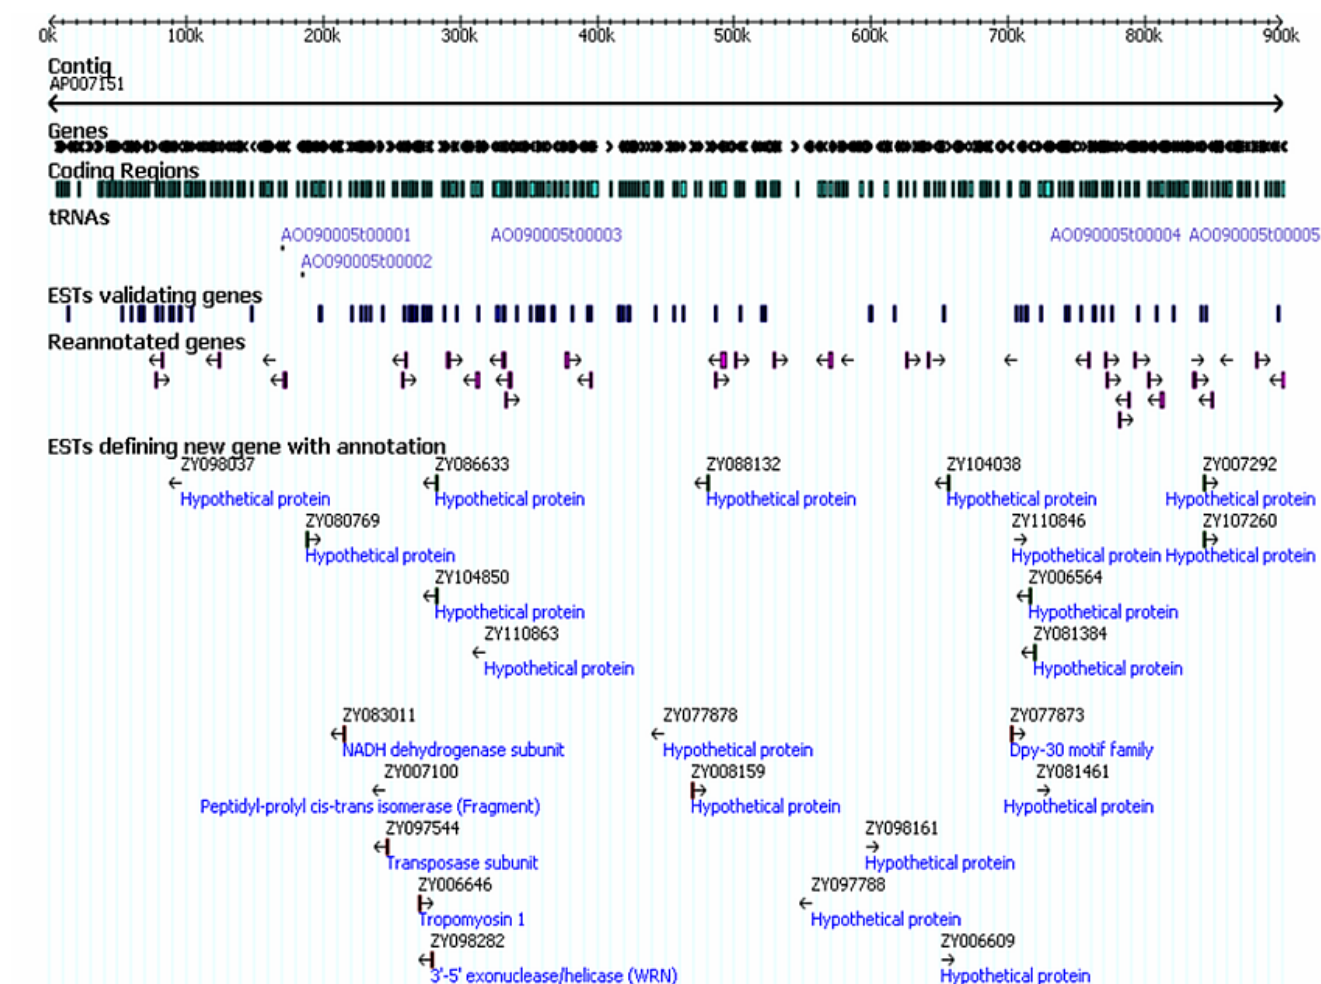 0k 100k 200k 300k 400k 500k 600k 700k 800k 900k
Contig
AP007151
Genes
Coding Regions
tRNAs
AO090005t00001 AO090005t00003 AO090005t00004 AO090005t00005
AO090005t00002
ESTs validating genes
Reannotated genes
ESTs defining new gene with annotation
ZY098037 ZY086633 ZY088132 ZY104038 ZY007292
Hypothetical protein Hypothetical protein Hypothetical protein Hypothetical protein Hypothetical protein
ZY080769 ZY110846 ZY107260
Hypothetical protein Hypothetical protein Hypothetical protein
ZY104850 ZY006564
Hypothetical protein Hypothetical protein
ZY110863 ZY081384
Hypothetical protein Hypothetical protein
ZY083011 ZY077878 ZY077873
NADH dehydrogenase subunit Hypothetical protein Dpy-30 motif family
ZY007100 ZY008159 ZY081461
Peptidyl-prolyl cis-trans isomerase (Fragment) Hypothetical protein Hypothetical protein
ZY097544 ZY098161
Transposase subunit Hypothetical protein
ZY006646 ZY097788
Tropomyosin 1 Hypothetical protein
ZY098282 ZY006609
3'-5' exonuclease/helicase (WRN) Hypothetical protein